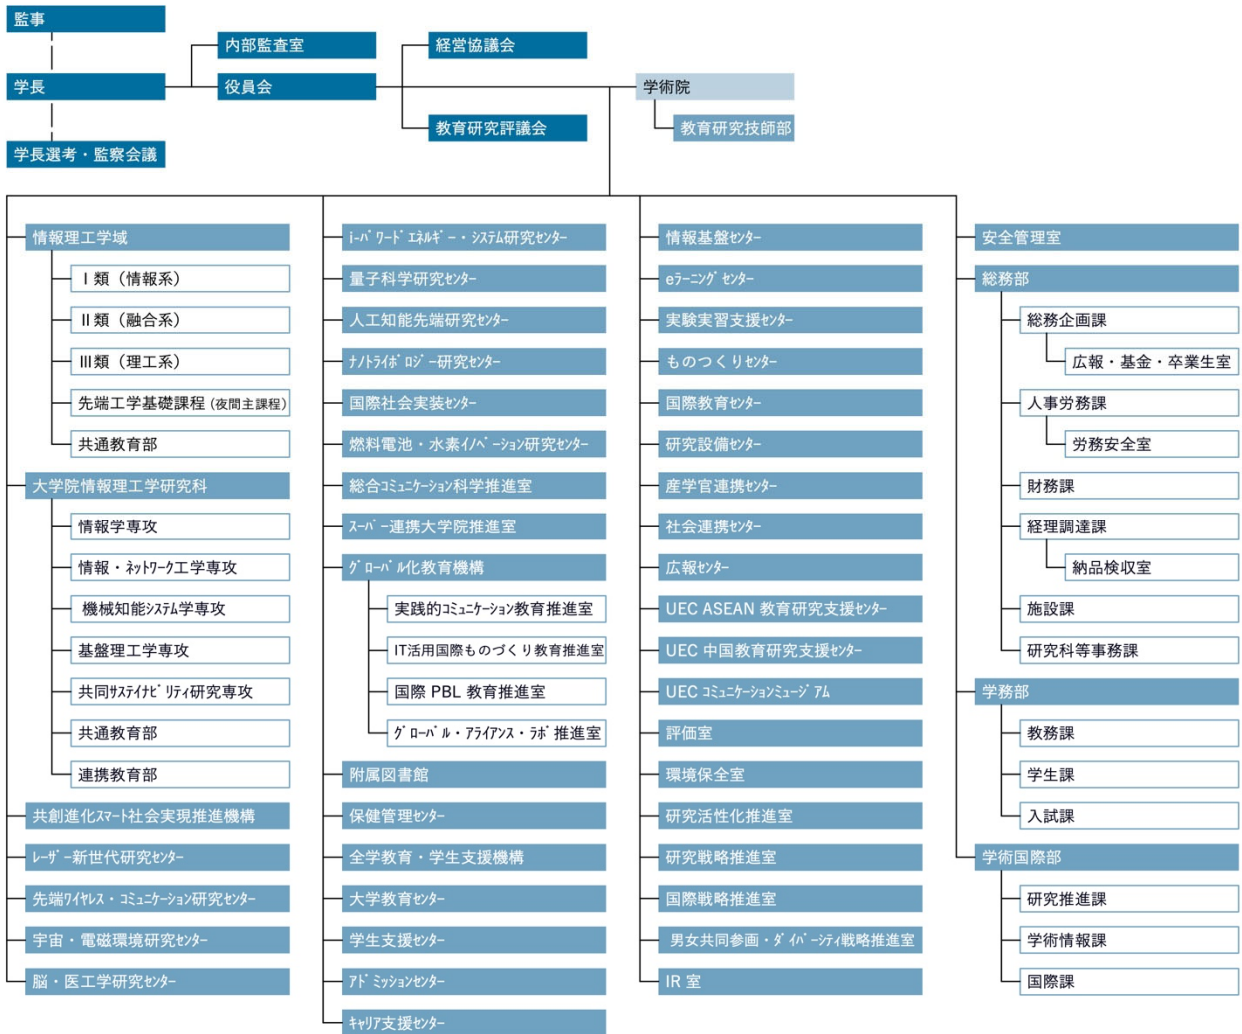 監事
学長
学長選考・監察会議
内部監査室
役員会
経営協議会
教育研究評議会
学術院
教育研究技師部
情報理工学域
Ⅰ類（情報系）
Ⅱ類（融合系）
Ⅲ類（理工系）
先端工学基礎課程 (夜間主課程)
共通教育部
大学院情報理工学研究科
情報学専攻
情報・ﾈｯﾄﾜｰｸ工学専攻
機械知能ｼｽﾃﾑ学専攻
基盤理工学専攻
共同ｻｽﾃｲﾅﾋﾞﾘﾃｨ研究専攻
共通教育部
連携教育部
共創進化ｽﾏｰﾄ社会実現推進機構
ﾚｰｻﾞｰ新世代研究ｾﾝﾀｰ
先端ﾜｲﾔﾚｽ・ｺﾐｭﾆｹｰｼｮﾝ研究ｾﾝﾀｰ
宇宙・電磁環境研究ｾﾝﾀｰ
脳・医工学研究ｾﾝﾀｰ
i-ﾊﾟﾜｰﾄﾞｴﾈﾙｷﾞｰ・ｼｽﾃﾑ研究ｾﾝﾀｰ
量子科学研究ｾﾝﾀｰ
人工知能先端研究ｾﾝﾀｰ
ﾅﾉﾄﾗｲﾎﾞﾛｼﾞｰ研究ｾﾝﾀｰ
国際社会実装ｾﾝﾀｰ
燃料電池・水素ｲﾉﾍﾞｰｼｮﾝ研究ｾﾝﾀｰ
総合ｺﾐｭﾆｹｰｼｮﾝ科学推進室
ｽｰﾊﾟｰ連携大学院推進室
ｸﾞﾛｰﾊﾞﾙ化教育機構
実践的ｺﾐｭﾆｹｰｼｮﾝ教育推進室
IT活用国際ものづくり教育推進室
国際 PBL 教育推進室
ｸﾞﾛｰﾊﾞﾙ・ｱﾗｲｱﾝｽ・ﾗﾎﾞ推進室
附属図書館
保健管理ｾﾝﾀｰ
全学教育・学生支援機構
大学教育ｾﾝﾀｰ
学生支援ｾﾝﾀｰ
ｱﾄﾞﾐｯｼｮﾝｾﾝﾀｰ
ｷｬﾘｱ支援ｾﾝﾀｰ
情報基盤ｾﾝﾀｰ
eﾗｰﾆﾝｸﾞｾﾝﾀｰ
実験実習支援ｾﾝﾀｰ
ものつくりｾﾝﾀｰ
国際教育ｾﾝﾀｰ
研究設備ｾﾝﾀｰ
産学官連携ｾﾝﾀｰ
社会連携ｾﾝﾀｰ
広報ｾﾝﾀｰ
UEC ASEAN 教育研究支援ｾﾝﾀｰ
UEC 中国教育研究支援ｾﾝﾀｰ
UEC ｺﾐｭﾆｹｰｼｮﾝﾐｭｰｼﾞｱﾑ
評価室
環境保全室
研究活性化推進室
研究戦略推進室
国際戦略推進室
男女共同参画・ﾀﾞｲﾊﾞｰｼﾃｨ戦略推進室
IR 室
安全管理室
総務部
総務企画課
広報・基金・卒業生室
人事労務課
労務安全室
財務課
経理調達課
納品検収室
施設課
研究科等事務課
学務部
教務課
学生課
入試課
学術国際部
研究推進課
学術情報課
国際課